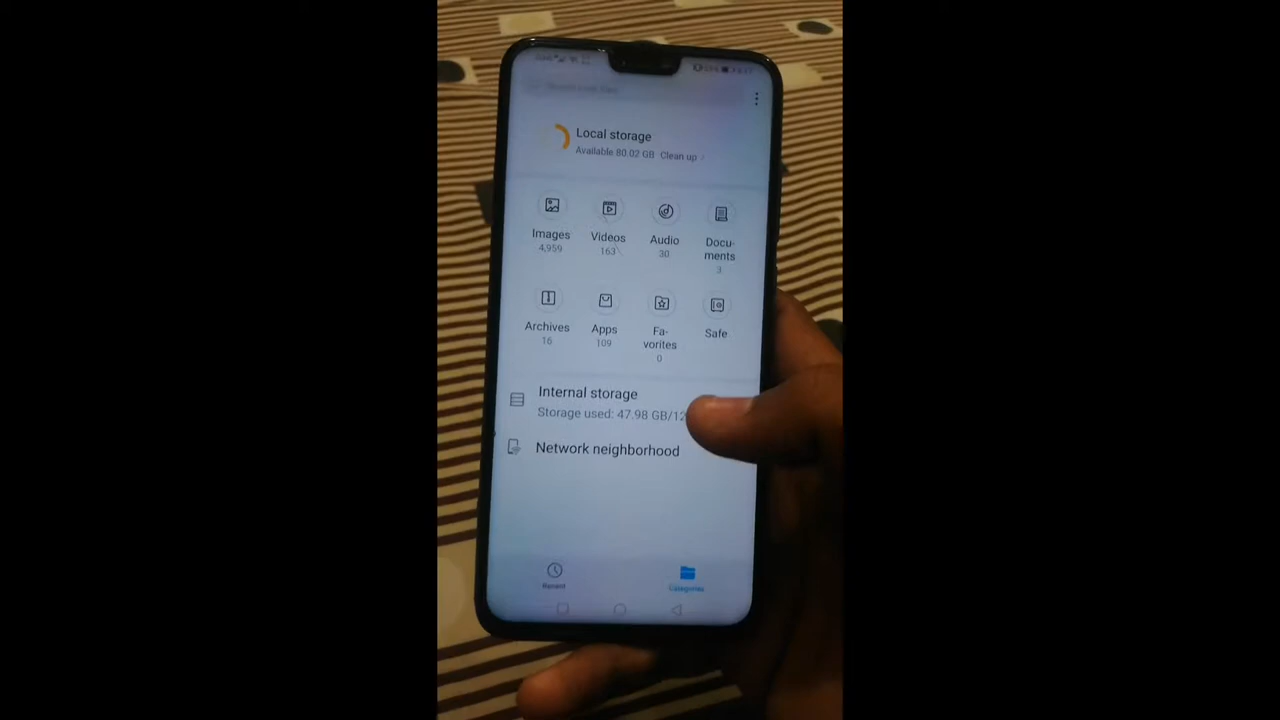 Local storage
Available 80.02 GB Clean up
Images
4,959
Videos
163
Audio
30
Docu-
ments
3
Archives
16
Apps
109
Fa-
vorites
0
Safe
Internal storage
Storage used: 47.98 GB/12
Network neighborhood
Recent
Categories